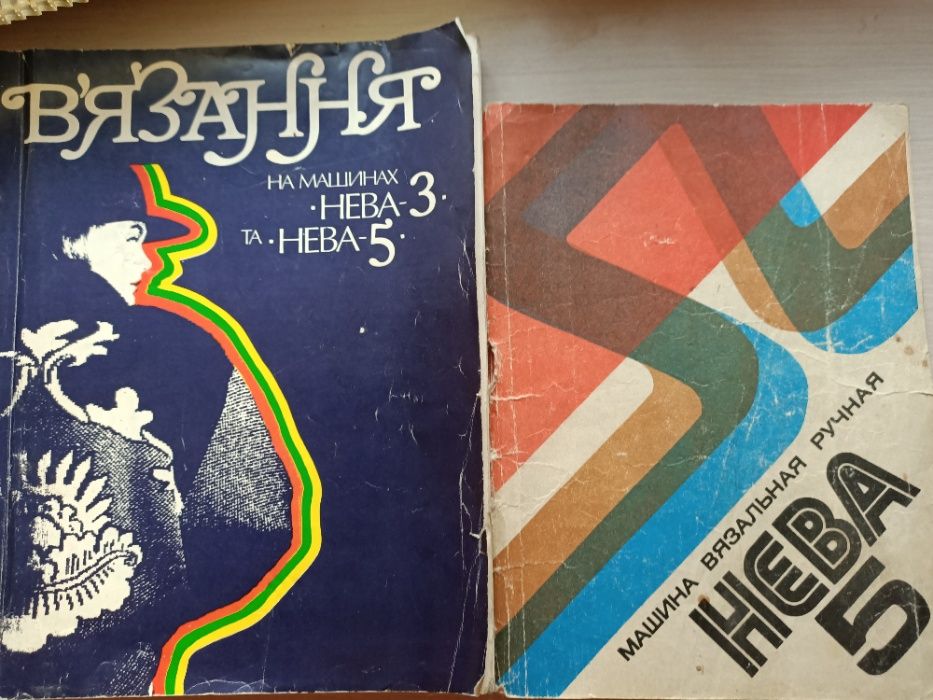 В'ЯЗАННЯ
НА МАШИНАХ
·НЕВА-3·
ТА ·НЕВА-5·
МАШИНА ВЯЗАЛЬНАЯ РУЧНАЯ
НЕВА
5